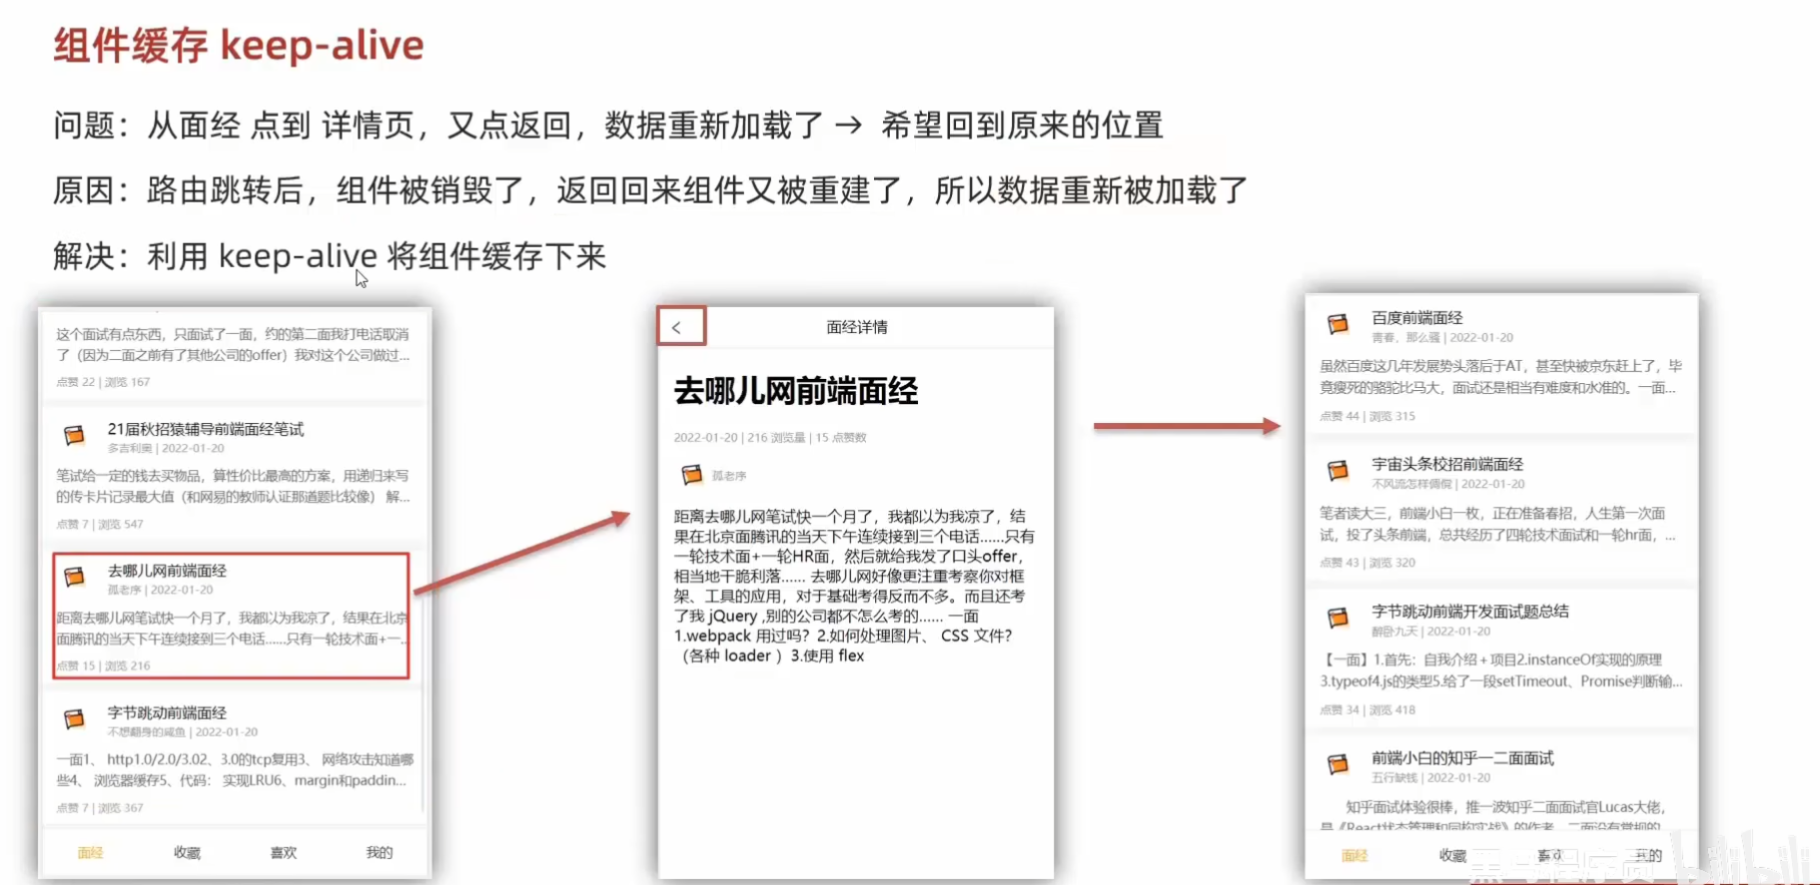 组件缓存 keep-alive
问题：从面经 点到 详情页，又点返回，数据重新加载了 → 希望回到原来的位置
原因：路由跳转后，组件被销毁了，返回回来组件又被重建了，所以数据重新被加载了
解决：利用 keep-alive 将组件缓存下来
这个面试有点东西，只面试了一面，约的第二面我打电话取消
了（因为二面之前有了其他公司的offer）我对这个公司做过...
点赞 22 | 浏览 167
21届秋招猿辅导前端面经笔试
多吉利奥 | 2022-01-20
笔试给一定的钱去买物品，算性价比最高的方案，用递归来写
的传卡片记录最大值（和网易的教师认证那道题比较像） 解...
点赞 7 | 浏览 547
去哪儿网前端面经
孤老序 | 2022-01-20
距离去哪儿网笔试快一个月了，我都以为我凉了，结果在北京
面腾讯的当天下午连续接到三个电话......只有一轮技术面+一...
点赞 15 | 浏览 216
字节跳动前端面经
不想翻身的咸鱼 | 2022-01-20
一面1、 http1.0/2.0/3.02、3.0的tcp复用3、 网络攻击知道哪
些4、 浏览器缓存5、代码： 实现LRU6、margin和paddin...
点赞 7 | 浏览 367
面经 收藏 喜欢 我的
< 面经详情
去哪儿网前端面经
2022-01-20 | 216 浏览量 | 15 点赞数
孤老序
距离去哪儿网笔试快一个月了，我都以为我凉了，结
果在北京面腾讯的当天下午连续接到三个电话......只有
一轮技术面+一轮HR面，然后就给我发了口头offer，
相当地干脆利落...... 去哪儿网好像更注重考察你对框
架、工具的应用，对于基础考得反而不多。而且还考
了我 jQuery ,别的公司都不怎么考的...... 一面
1.webpack 用过吗？2.如何处理图片、 CSS 文件？
（各种 loader ）3.使用 flex
百度前端面经
青春、那么骚 | 2022-01-20
虽然百度这几年发展势头落后于AT，甚至快被京东赶上了，毕
竟瘦死的骆驼比马大，面试还是相当有难度和水准的。一面...
点赞 44 | 浏览 315
宇宙头条校招前端面经
不风流怎样倜傥 | 2022-01-20
笔者读大三，前端小白一枚，正在准备春招，人生第一次面
试，投了头条前端，总共经历了四轮技术面试和一轮hr面，...
点赞 43 | 浏览 320
字节跳动前端开发面试题总结
醉卧九天 | 2022-01-20
【一面】1.首先：自我介绍＋项目2.instanceOf实现的原理
3.typeof4.js的类型5.给了一段setTimeout、Promise判断输...
点赞 34 | 浏览 418
前端小白的知乎一二面面试
五行缺钱 | 2022-01-20
知乎面试体验很棒，推一波知乎二面面试官Lucas大佬，
是《React状态管理和同构实战》的作者，二面没有常规的
面经 收藏 喜欢 我的
黑马程序员 bilibili